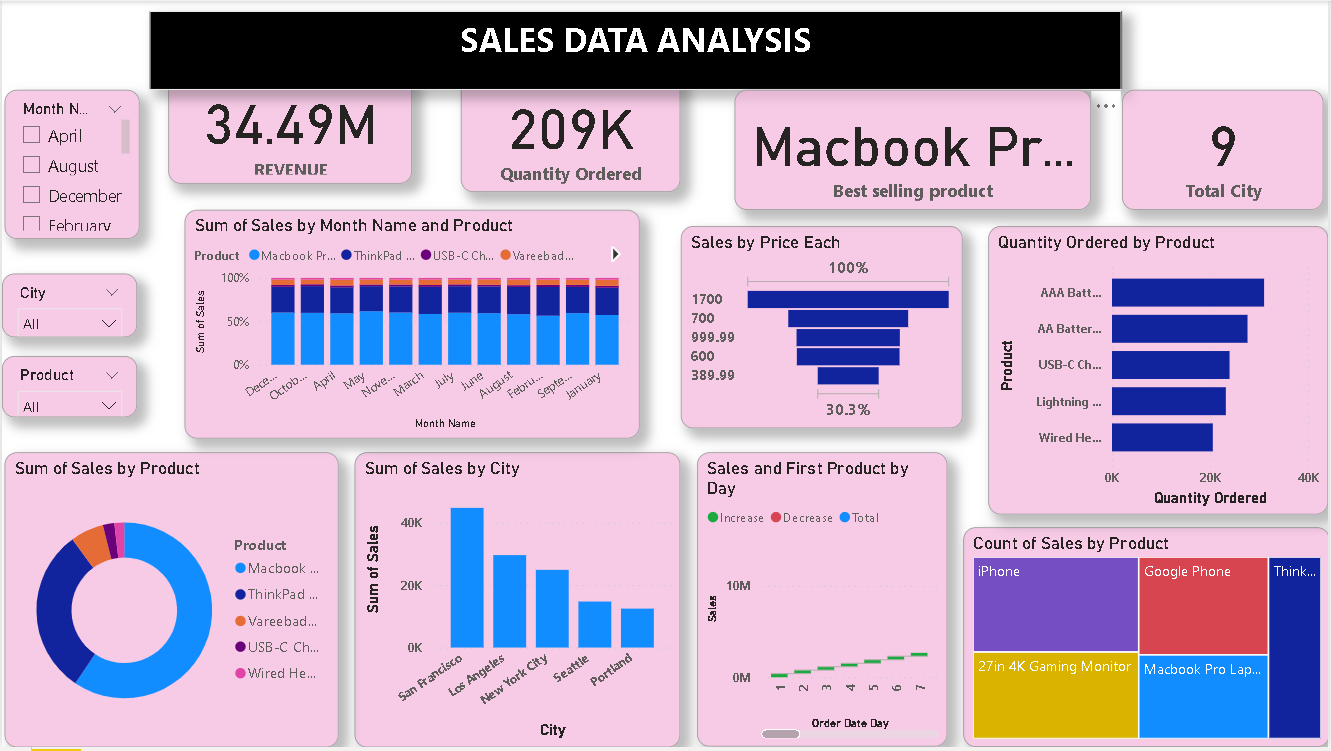 SALES DATA ANALYSIS
Month N...
April
August
December
February
34.49M
REVENUE
209K
Quantity Ordered
Macbook Pr...
Best selling product
9
Total City
City
All
Product
All
Sum of Sales by Month Name and Product
Product Macbook Pr... ThinkPad ... USB-C Ch... Vareebad...
Sum of Sales
100%
50%
0%
Dece...
Octob...
April
May
Nove...
March
July
June
August
Febru...
Septe...
January
Month Name
Sales by Price Each
100%
1700
700
999.99
600
389.99
30.3%
Quantity Ordered by Product
Product
AAA Batt...
AA Batter...
USB-C Ch...
Lightning ...
Wired He...
0K 20K 40K
Quantity Ordered
Sum of Sales by Product
Product
Macbook ...
ThinkPad ...
Vareebad...
USB-C Ch...
Wired He...
Sum of Sales by City
Sum of Sales
40K
20K
0K
San Francisco
Los Angeles
New York City
Seattle
Portland
City
Sales and First Product by
Day
Increase Decrease Total
Sales
10M
0M
1 2 3 4 5 6 7
Order Date Day
Count of Sales by Product
iPhone
Google Phone
Think...
27in 4K Gaming Monitor
Macbook Pro Lap...